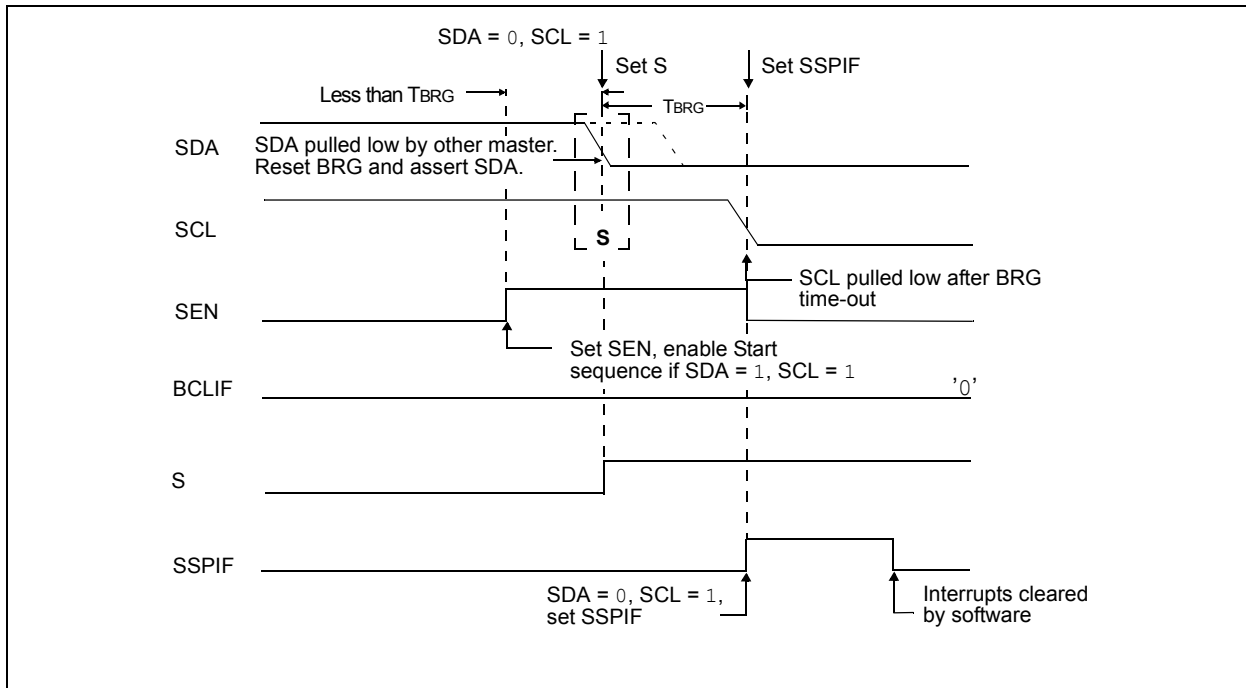 SDA = 0, SCL = 1
Set S
Set SSPIF
Less than TBRG
TBRG
SDA
SDA pulled low by other master.
Reset BRG and assert SDA.
SCL
S
SCL pulled low after BRG
time-out
SEN
Set SEN, enable Start
sequence if SDA = 1, SCL = 1
BCLIF
'0'
S
SSPIF
SDA = 0, SCL = 1,
set SSPIF
Interrupts cleared
by software